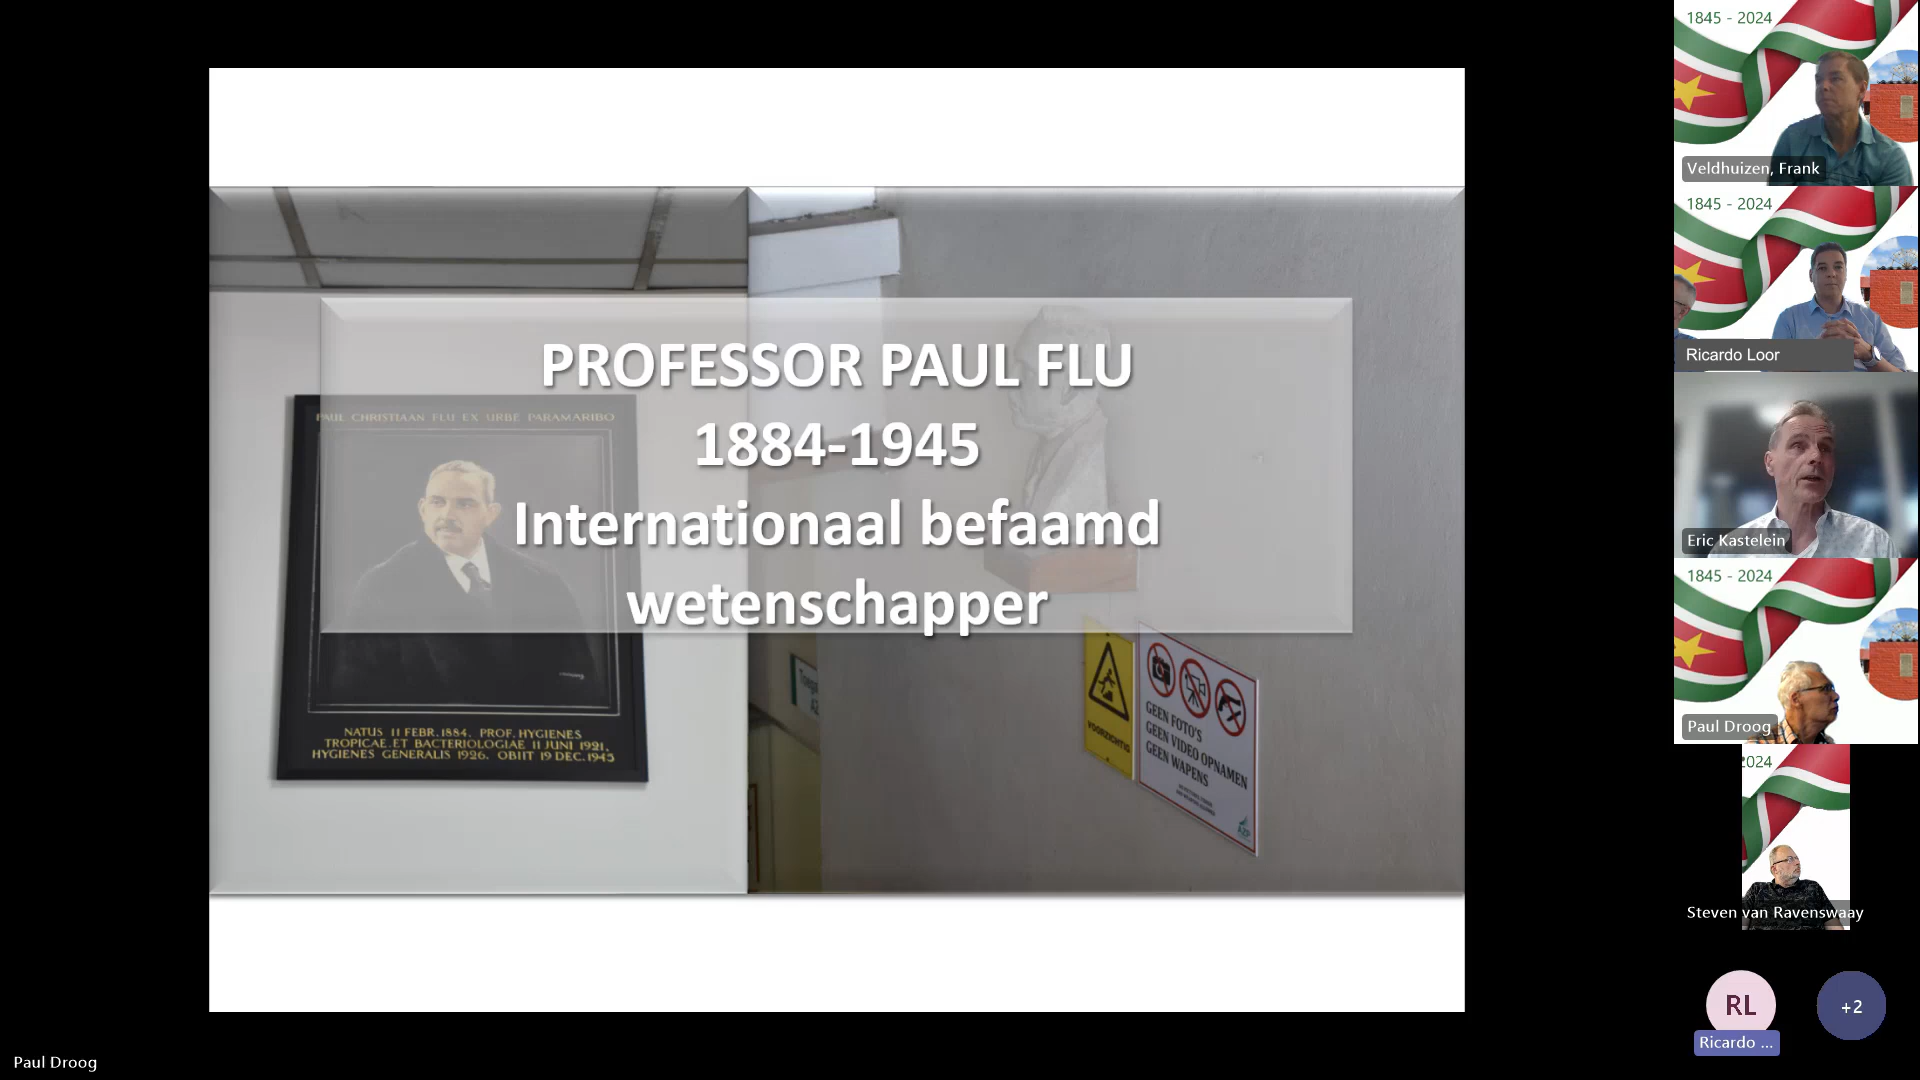 PROFESSOR PAUL FLU
1884-1945
Internationaal befaamd
wetenschapper
PAUL CHRISTIAAN FLU EX URBE PARAMARIBO
NATUS 11 FEBR. 1884. PROF. HYGIENES
TROPICAE ET BACTERIOLOGIAE 11 JUNI 1921,
HYGIENES GENERALIS 1926. OBIIT 19 DEC. 1945
VOORZICHTIG
GEEN FOTO'S
GEEN VIDEO OPNAMEN
GEEN WAPENS
AZP
1845 - 2024
Veldhuizen, Frank
1845 - 2024
Ricardo Loor
Eric Kastelein
1845 - 2024
Paul Droog
2024
Steven van Ravenswaay
RL
+2
Ricardo ...
Paul Droog